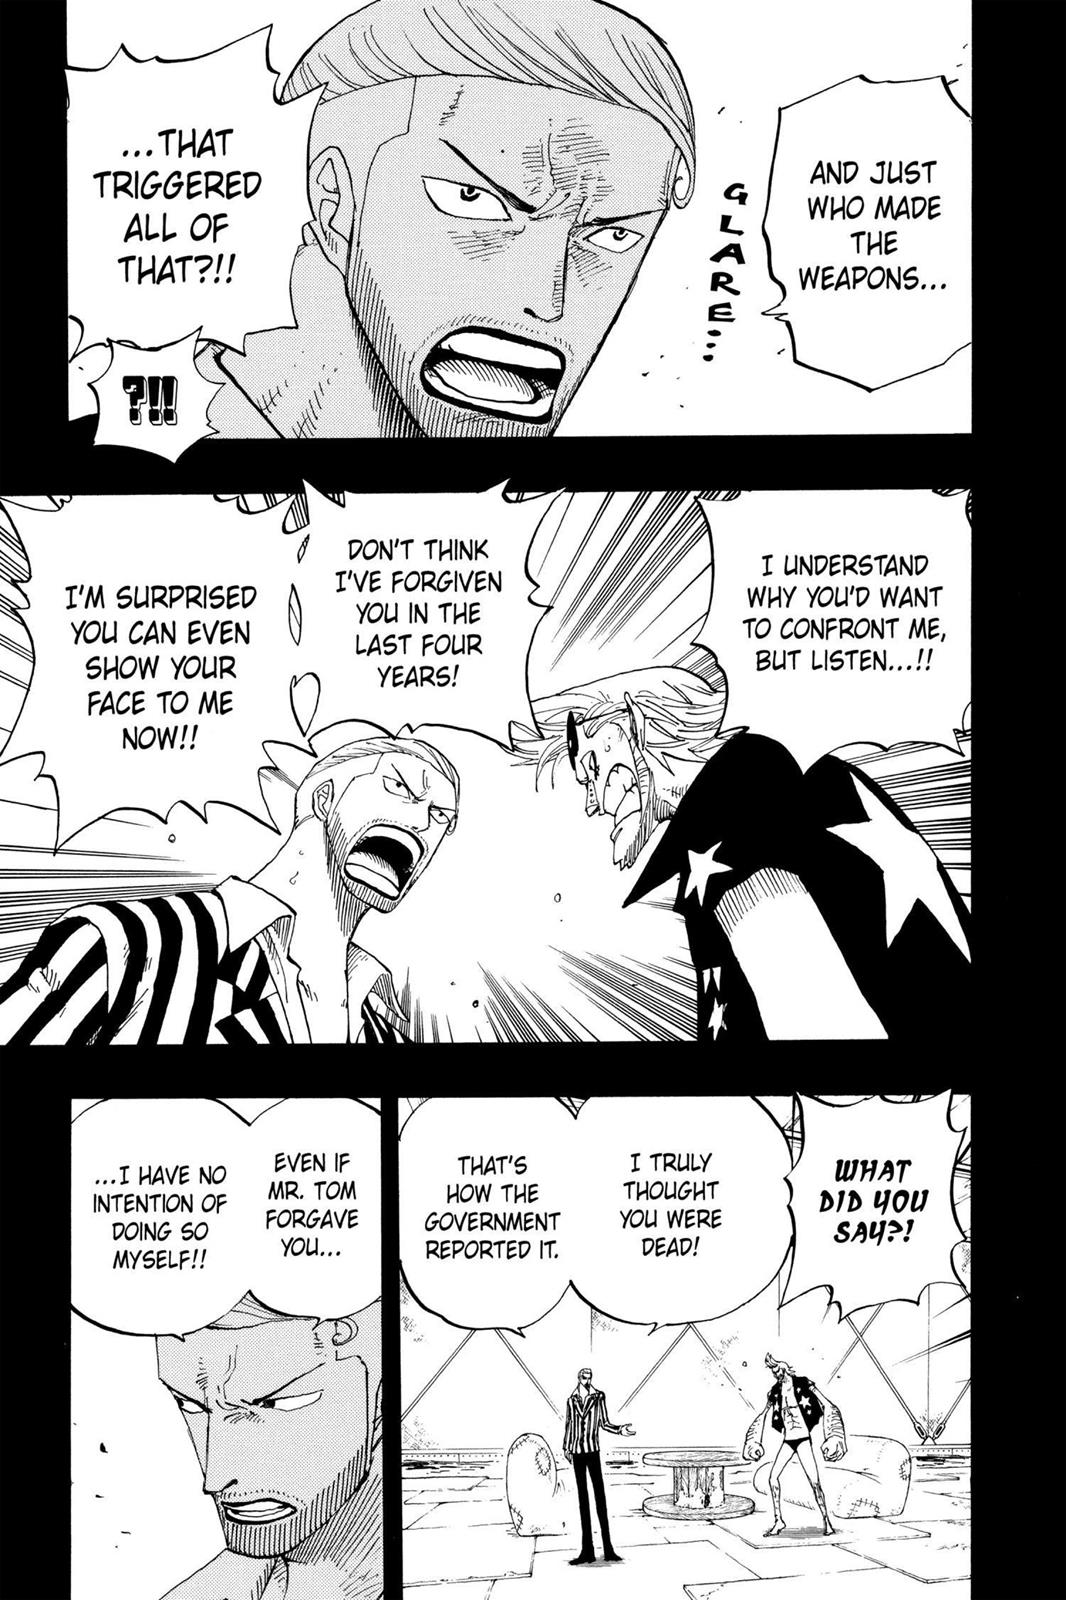 AND JUST
WHO MADE
THE
WEAPONS...
GLARE...
...THAT
TRIGGERED
ALL OF
THAT?!!
?!!
I UNDERSTAND
WHY YOU'D WANT
TO CONFRONT ME,
BUT LISTEN...!!
DON'T THINK
I'VE FORGIVEN
YOU IN THE
LAST FOUR
YEARS!
I'M SURPRISED
YOU CAN EVEN
SHOW YOUR
FACE TO ME
NOW!!
WHAT
DID YOU
SAY?!
I TRULY
THOUGHT
YOU WERE
DEAD!
THAT'S
HOW THE
GOVERNMENT
REPORTED IT.
EVEN IF
MR. TOM
FORGAVE
YOU...
...I HAVE NO
INTENTION OF
DOING SO
MYSELF!!